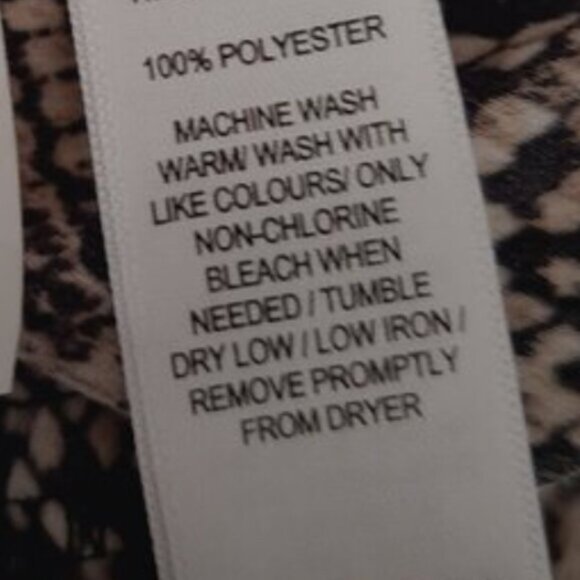 100% POLYESTER
MACHINE WASH
WARM/ WASH WITH
LIKE COLOURS/ ONLY
NON-CHLORINE
BLEACH WHEN
NEEDED / TUMBLE
DRY LOW / LOW IRON /
REMOVE PROMPTLY
FROM DRYER